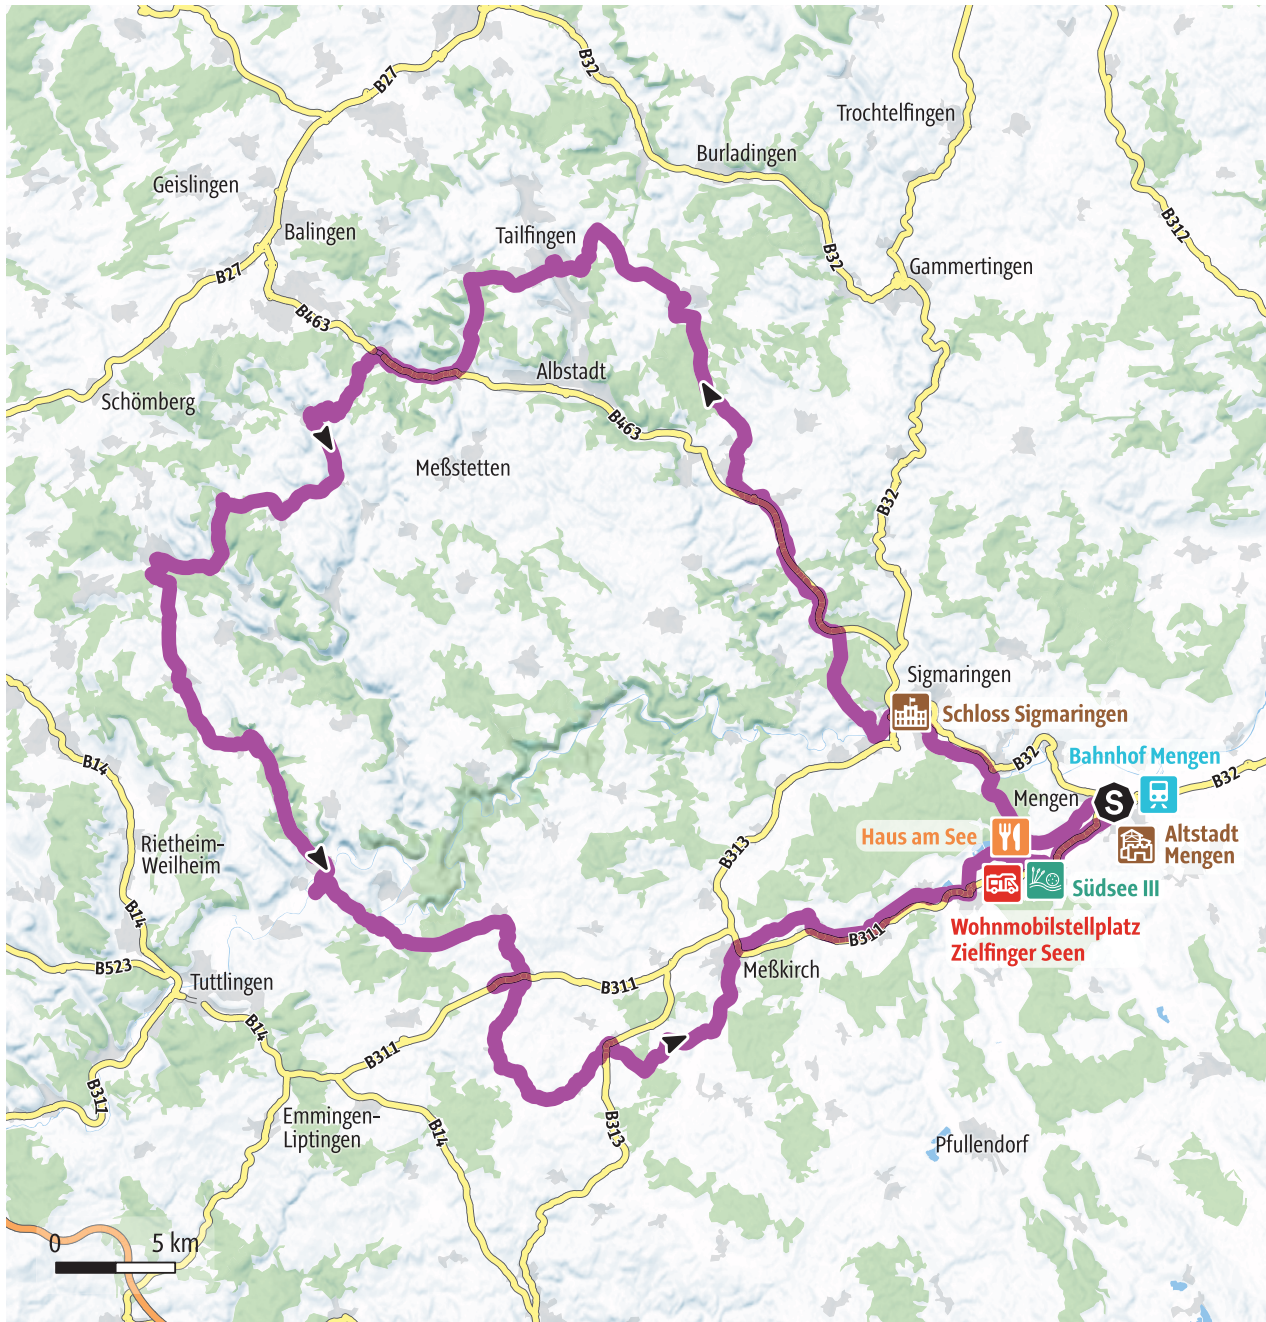 B27
B32
Trochtelfingen
Burladingen
Geislingen
B312
Balingen
Tailfingen
B32
B27
Gammertingen
B463
Albstadt
Schömberg
B463
Meßstetten
B32
Sigmaringen
Schloss Sigmaringen
B32
Bahnhof Mengen
B14
B32
Mengen
S
Haus am See
Altstadt
Mengen
Rietheim-
Weilheim
B313
Südsee III
B14
Wohnmobilstellplatz
Zielfinger Seen
B311
B523
Meßkirch
Tuttlingen
B311
B14
B311
B311
Emmingen-
Liptingen
B14
B313
Pfullendorf
0 5 km